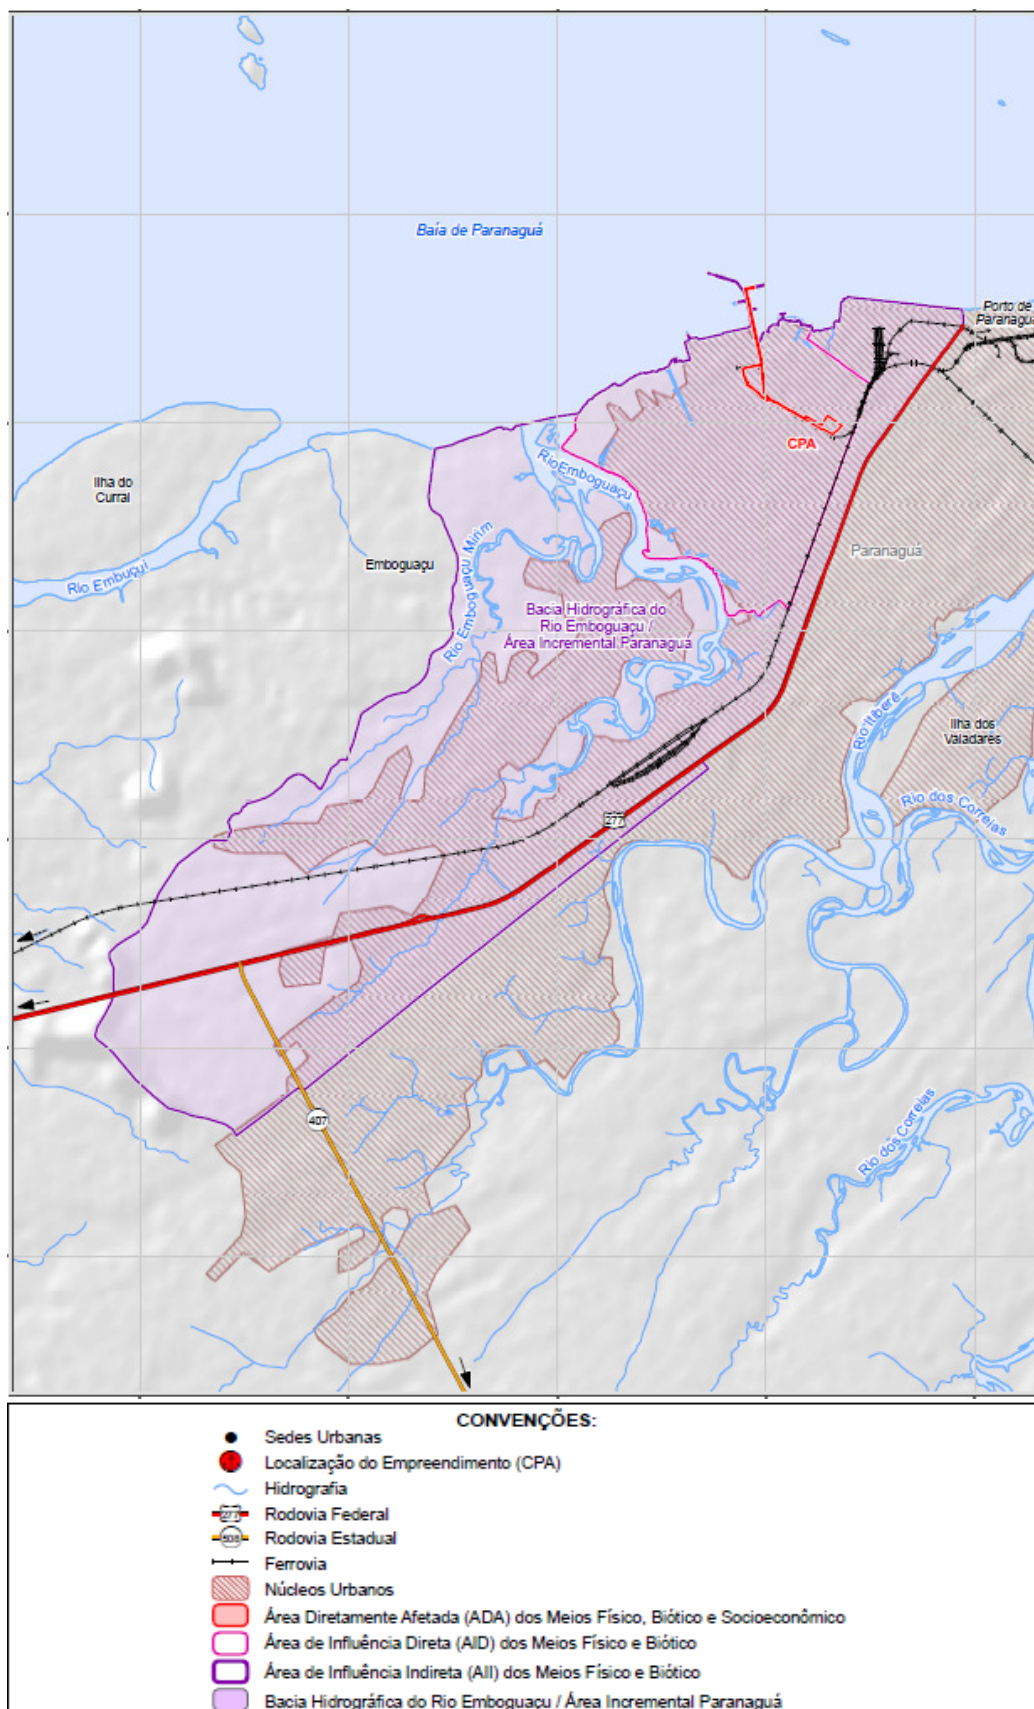 Baía de Paranaguá
Porto de
Paranaguá
CPA
Ilha do
Curral
Rio Emboguaçu
Rio Embuçuí
Emboguaçu
Rio Emboguaçu Mirim
Paranaguá
Bacia Hidrográfica do
Rio Emboguaçu /
Área Incremental Paranaguá
Rio Itiberê
Ilha dos
Valadares
Rio dos Correias
277
407
Rio dos Correias
CONVENÇÕES:
Sedes Urbanas
Localização do Empreendimento (CPA)
Hidrografia
277 Rodovia Federal
508 Rodovia Estadual
Ferrovia
Núcleos Urbanos
Área Diretamente Afetada (ADA) dos Meios Físico, Biótico e Socioeconômico
Área de Influência Direta (AID) dos Meios Físico e Biótico
Área de Influência Indireta (AII) dos Meios Físico e Biótico
Bacia Hidrográfica do Rio Emboguaçu / Área Incremental Paranaguá